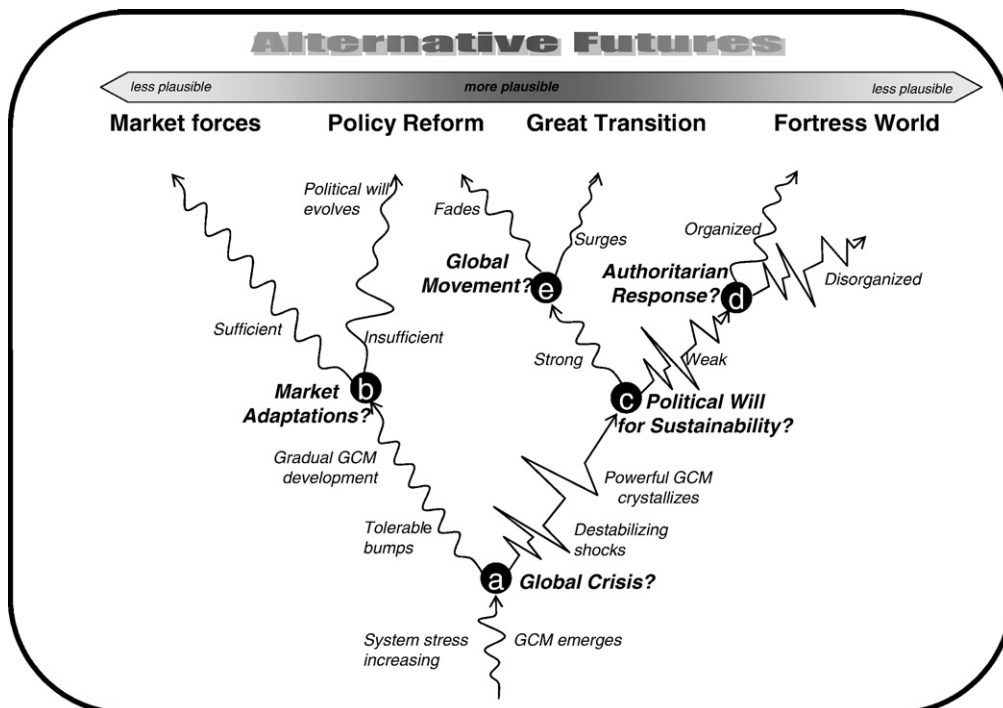 Alternative Futures
less plausible
more plausible
less plausible
Market forces
Policy Reform
Great Transition
Fortress World
Political will
evolves
Fades
Surges
Organized
Disorganized
Global
Movement?
e
Authoritarian
Response?
d
Sufficient
Insufficient
Strong
Weak
b
Market
Adaptations?
c
Political Will
for Sustainability?
Gradual GCM
development
Powerful GCM
crystallizes
Tolerable
bumps
Destabilizing
shocks
a
Global Crisis?
System stress
increasing
GCM emerges